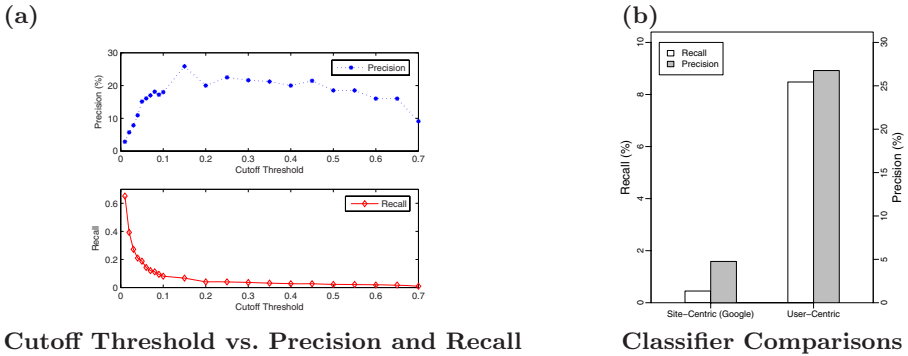 (a)
30
20
10
0
Precision (%)
Precision
0 0.1 0.2 0.3 0.4 0.5 0.6 0.7
Cutoff Threshold
0.6
0.4
0.2
0
Recall
Recall
0 0.1 0.2 0.3 0.4 0.5 0.6 0.7
Cutoff Threshold
Cutoff Threshold vs. Precision and Recall
(b)
10
8
6
4
2
0
Recall (%)
Recall
Precision
30
25
20
15
10
5
0
Precision (%)
Site-Centric (Google) User-Centric
Classifier Comparisons